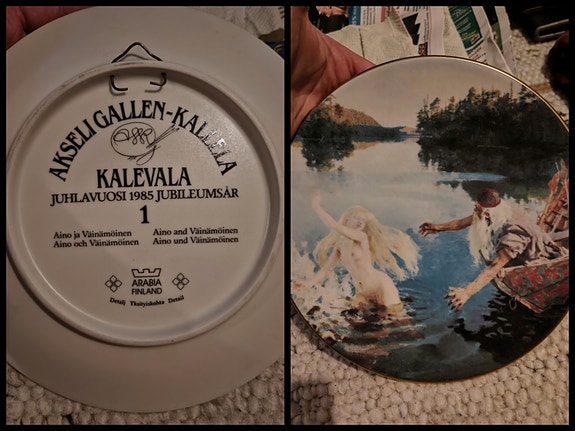 AKSELI GALLEN-KALLELA
KALEVALA
JUHLAVUOSI 1985 JUBILEUMSÅR
1
Aino ja Väinämöinen Aino and Väinämöinen
Aino och Väinämöinen Aino und Väinämöinen
ARABIA
FINLAND
Detalj Yksityiskohta Detail